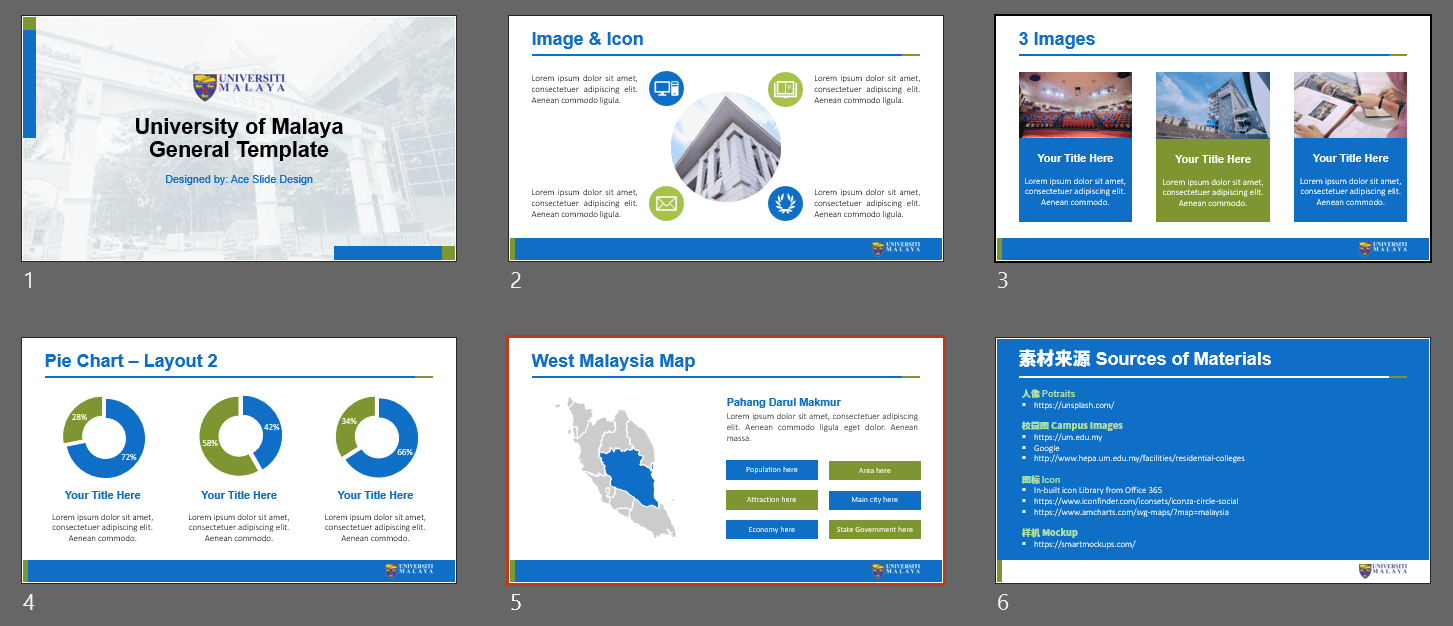 UNIVERSITI
MALAYA
University of Malaya
General Template
Designed by: Ace Slide Design
1
Image & Icon
Lorem ipsum dolor sit amet,
consectetuer adipiscing elit.
Aenean commodo ligula.
Lorem ipsum dolor sit amet,
consectetuer adipiscing elit.
Aenean commodo ligula.
Lorem ipsum dolor sit amet,
consectetuer adipiscing elit.
Aenean commodo ligula.
Lorem ipsum dolor sit amet,
consectetuer adipiscing elit.
Aenean commodo ligula.
UNIVERSITI
MALAYA
2
3 Images
Your Title Here
Lorem ipsum dolor sit amet,
consectetuer adipiscing elit.
Aenean commodo.
Your Title Here
Lorem ipsum dolor sit amet,
consectetuer adipiscing elit.
Aenean commodo.
Your Title Here
Lorem ipsum dolor sit amet,
consectetuer adipiscing elit.
Aenean commodo.
UNIVERSITI
MALAYA
3
Pie Chart – Layout 2
28%
72%
58%
42%
34%
66%
Your Title Here
Lorem ipsum dolor sit amet,
consectetuer adipiscing elit.
Aenean commodo.
Your Title Here
Lorem ipsum dolor sit amet,
consectetuer adipiscing elit.
Aenean commodo.
Your Title Here
Lorem ipsum dolor sit amet,
consectetuer adipiscing elit.
Aenean commodo.
UNIVERSITI
MALAYA
4
West Malaysia Map
Pahang Darul Makmur
Lorem ipsum dolor sit amet, consectetuer adipiscing
elit. Aenean commodo ligula eget dolor. Aenean
massa.
Population here
Area here
Attraction here
Main city here
Economy here
State Government here
UNIVERSITI
MALAYA
5
素材来源 Sources of Materials
人像 Potraits
▪ https://unsplash.com/
校园图 Campus Images
▪ https://um.edu.my
▪ Google
▪ http://www.hepa.um.edu.my/facilities/residential-colleges
图标 Icon
▪ In-built icon Library from Office 365
▪ https://www.iconfinder.com/iconsets/iconza-circle-social
▪ https://www.amcharts.com/svg-maps/?map=malaysia
样机 Mockup
▪ https://smartmockups.com/
UNIVERSITI
MALAYA
6